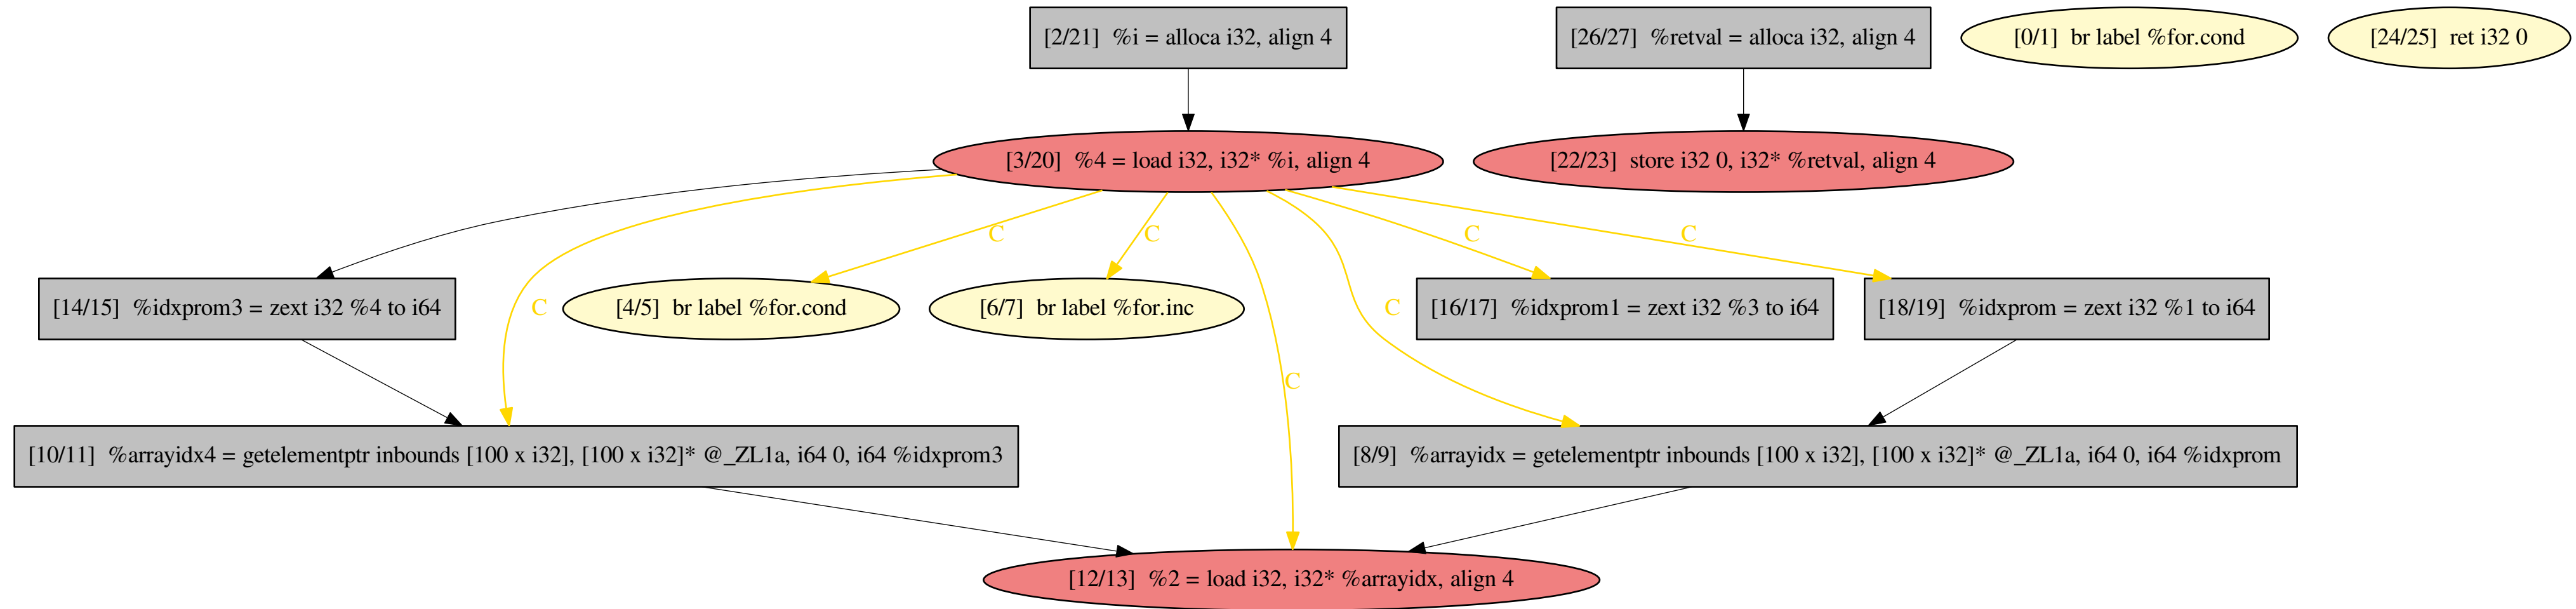 [2/21] %i = alloca i32, align 4
[26/27] %retval = alloca i32, align 4
[0/1] br label %for.cond
[24/25] ret i32 0
[3/20] %4 = load i32, i32* %i, align 4
[22/23] store i32 0, i32* %retval, align 4
C
C
C
C
[14/15] %idxprom3 = zext i32 %4 to i64
C
[4/5] br label %for.cond
[6/7] br label %for.inc
C
[16/17] %idxprom1 = zext i32 %3 to i64
[18/19] %idxprom = zext i32 %1 to i64
C
[10/11] %arrayidx4 = getelementptr inbounds [100 x i32], [100 x i32]* @_ZL1a, i64 0, i64 %idxprom3
[8/9] %arrayidx = getelementptr inbounds [100 x i32], [100 x i32]* @_ZL1a, i64 0, i64 %idxprom
[12/13] %2 = load i32, i32* %arrayidx, align 4